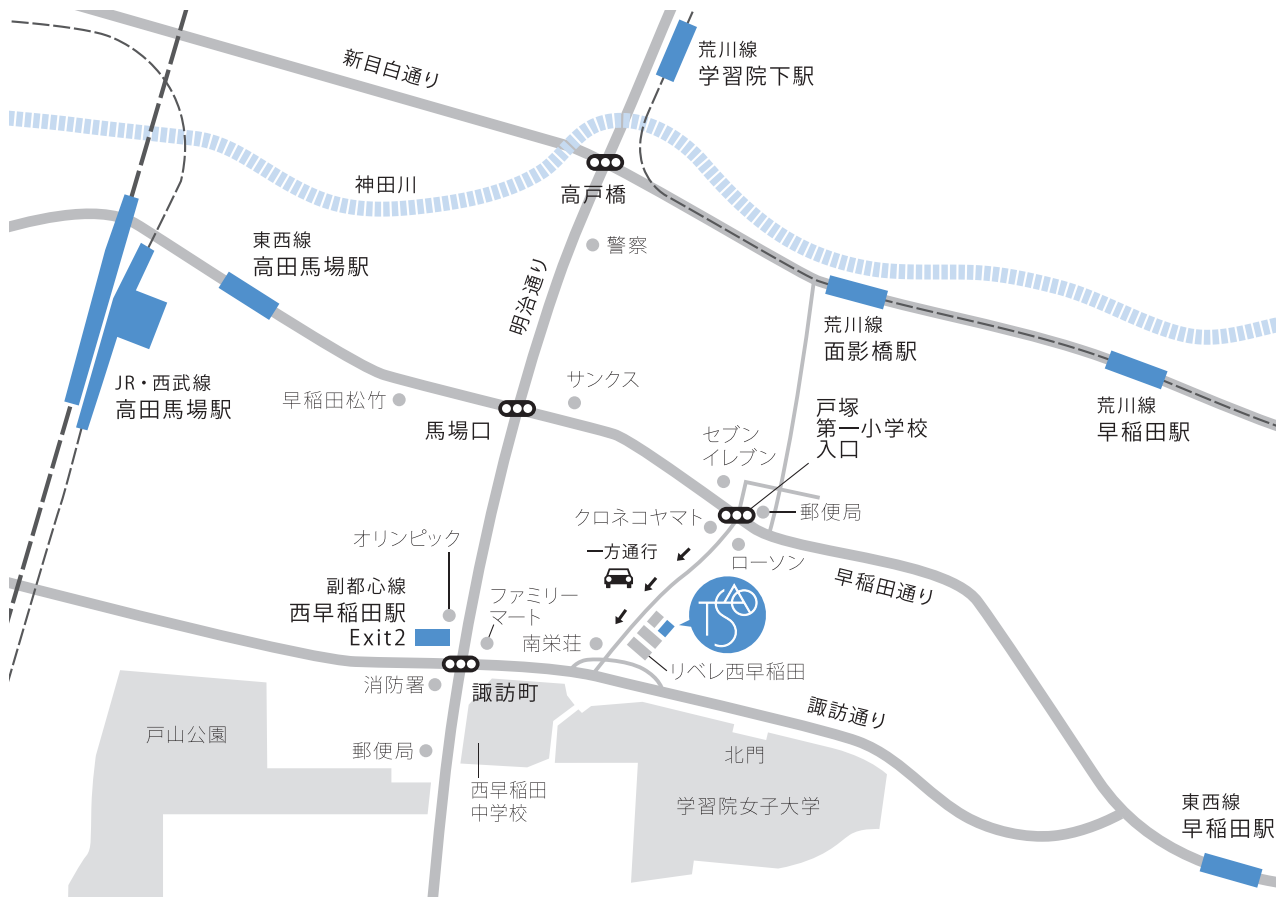 荒川線
学習院下駅
新目白通り
神田川
高戸橋
警察
東西線
高田馬場駅
明治通り
荒川線
面影橋駅
JR・西武線
高田馬場駅
早稲田松竹
サンクス
馬場口
戸塚
第一小学校
入口
荒川線
早稲田駅
セブン
イレブン
クロネコヤマト
郵便局
オリンピック
一方通行
ローソン
早稲田通り
副都心線
西早稲田駅
Exit2
ファミリー
マート
南栄荘
TSCAO
リベレ西早稲田
消防署
諏訪町
諏訪通り
戸山公園
郵便局
北門
西早稲田
中学校
学習院女子大学
東西線
早稲田駅